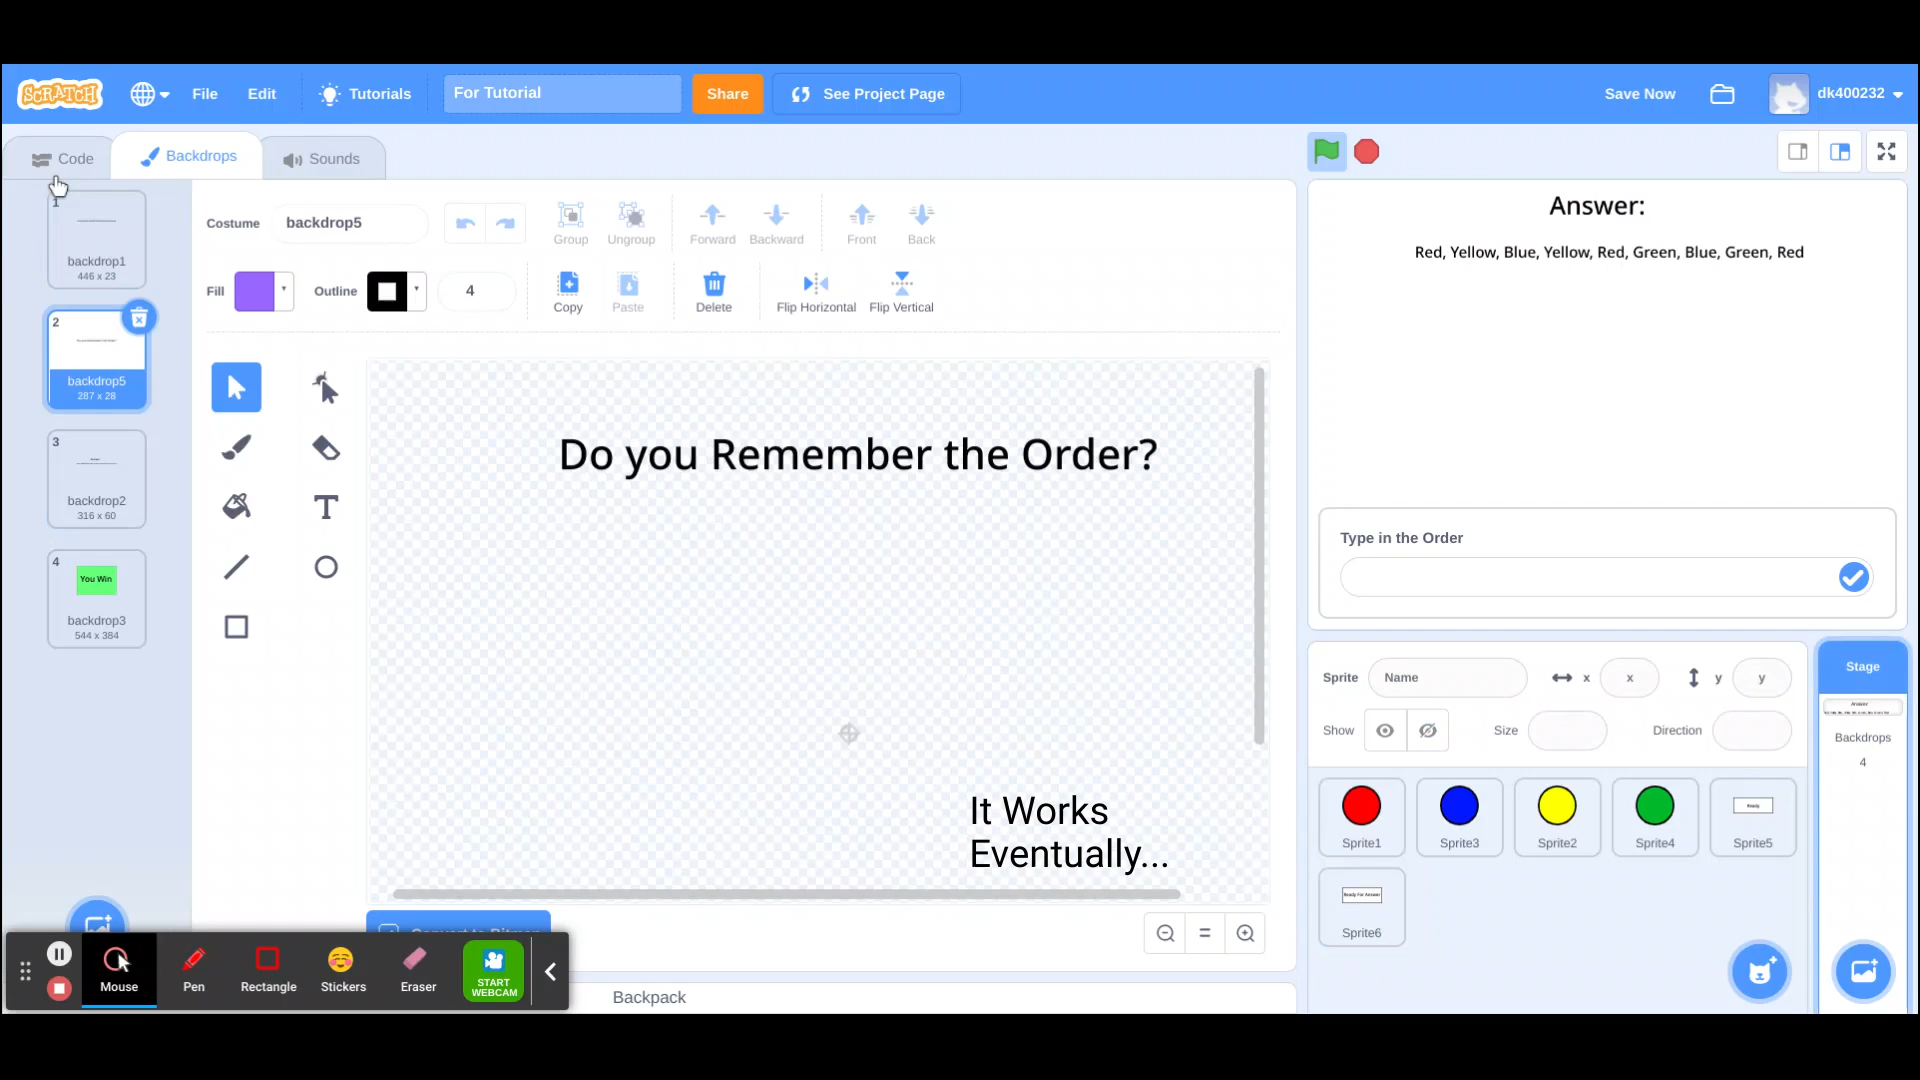 SCRATCH
File
Edit
Tutorials
For Tutorial
Share
See Project Page
Save Now
dk400232
Code
Backdrops
Sounds
1
backdrop1
446 x 23
2
backdrop5
287 x 28
3
backdrop2
316 x 60
4
You Win
backdrop3
544 x 384
Costume
backdrop5
Group
Ungroup
Forward
Backward
Front
Back
Fill
Outline
4
Copy
Paste
Delete
Flip Horizontal
Flip Vertical
Do you Remember the Order?
It Works
Eventually...
Mouse
Pen
Rectangle
Stickers
Eraser
START
WEBCAM
Backpack
Answer:
Red, Yellow, Blue, Yellow, Red, Green, Blue, Green, Red
Type in the Order
Sprite
Name
x
x
y
y
Show
Size
Direction
Sprite1
Sprite3
Sprite2
Sprite4
Ready
Sprite5
Ready For Answer
Sprite6
Stage
Answer
Backdrops
4